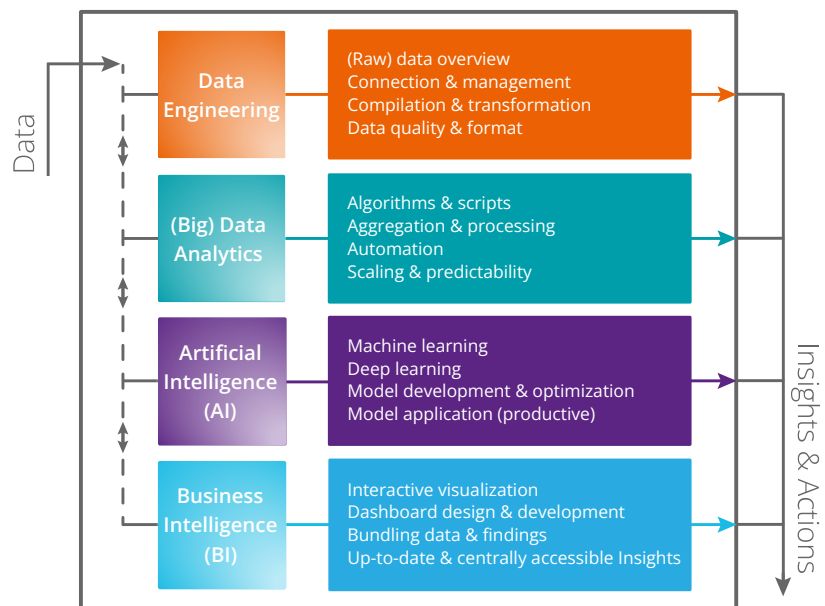 Data
Data
Engineering
(Raw) data overview
Connection & management
Compilation & transformation
Data quality & format
(Big) Data
Analytics
Algorithms & scripts
Aggregation & processing
Automation
Scaling & predictability
Artificial
Intelligence
(AI)
Machine learning
Deep learning
Model development & optimization
Model application (productive)
Business
Intelligence
(BI)
Interactive visualization
Dashboard design & development
Bundling data & findings
Up-to-date & centrally accessible Insights
Insights & Actions